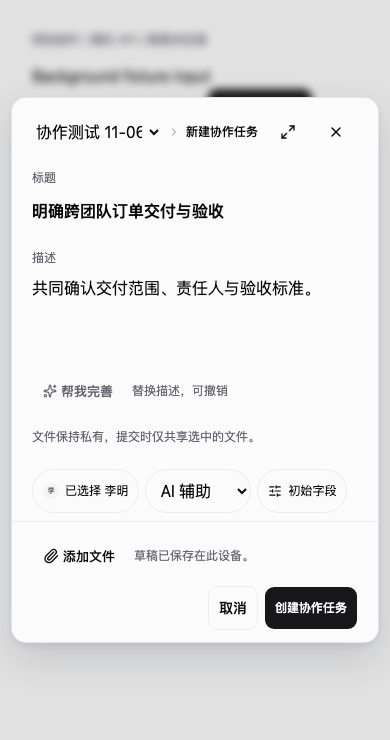 Background fixture input
协作测试 11-06
新建协作任务
标题
明确跨团队订单交付与验收
描述
共同确认交付范围、责任人与验收标准。
帮我完善 替换描述，可撤销
文件保持私有，提交时仅共享选中的文件。
李 已选择 李明 AI 辅助 初始字段
添加文件 草稿已保存在此设备。
取消 创建协作任务